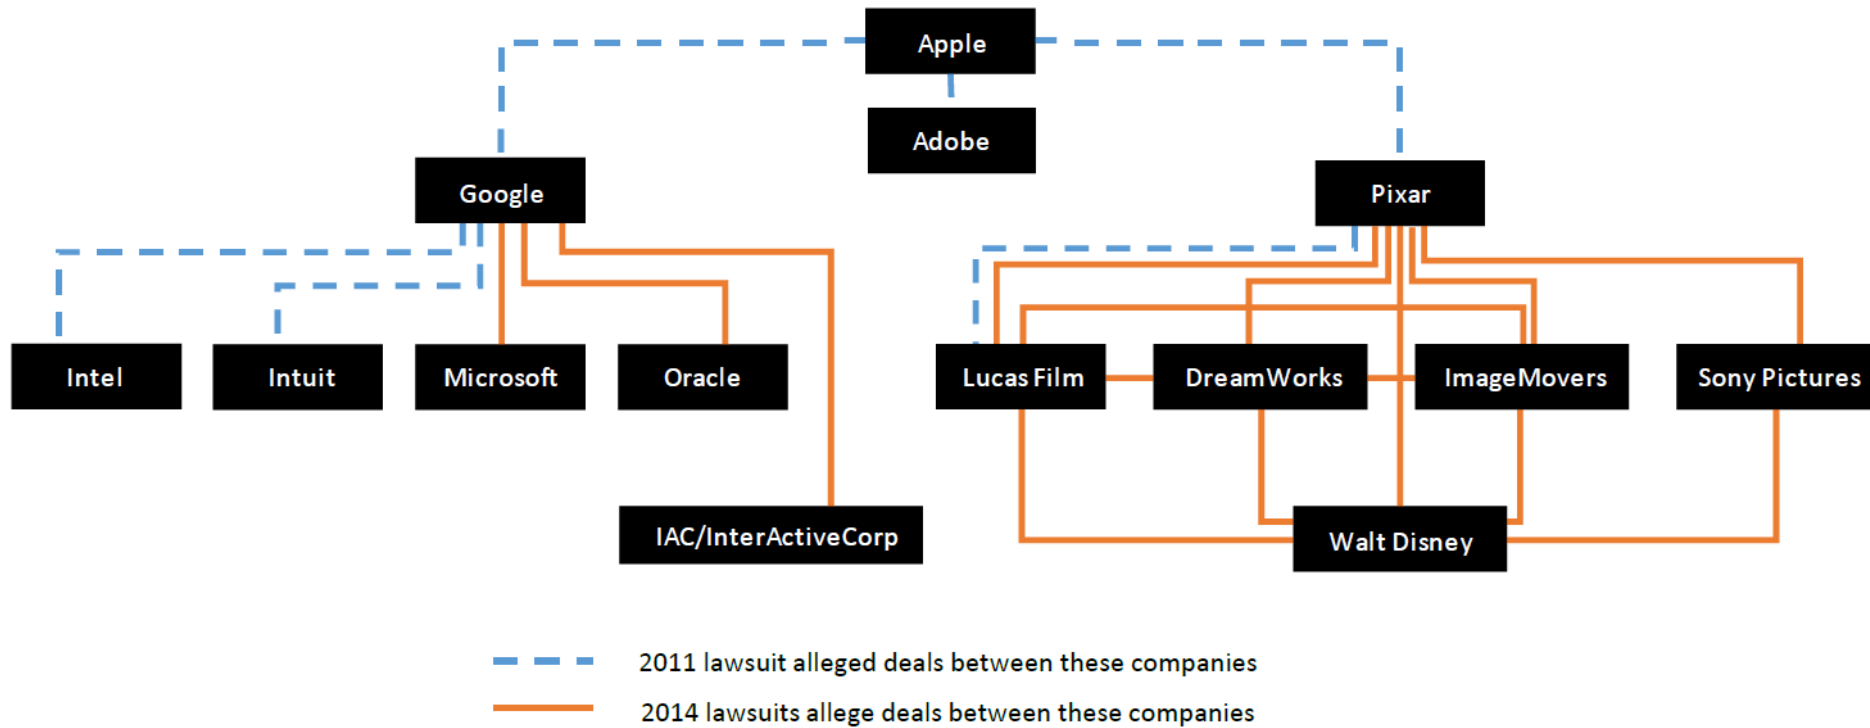 Apple
Adobe
Google
Pixar
Intel
Intuit
Microsoft
Oracle
Lucas Film
DreamWorks
ImageMovers
Sony Pictures
IAC/InterActiveCorp
Walt Disney
2011 lawsuit alleged deals between these companies
2014 lawsuits allege deals between these companies